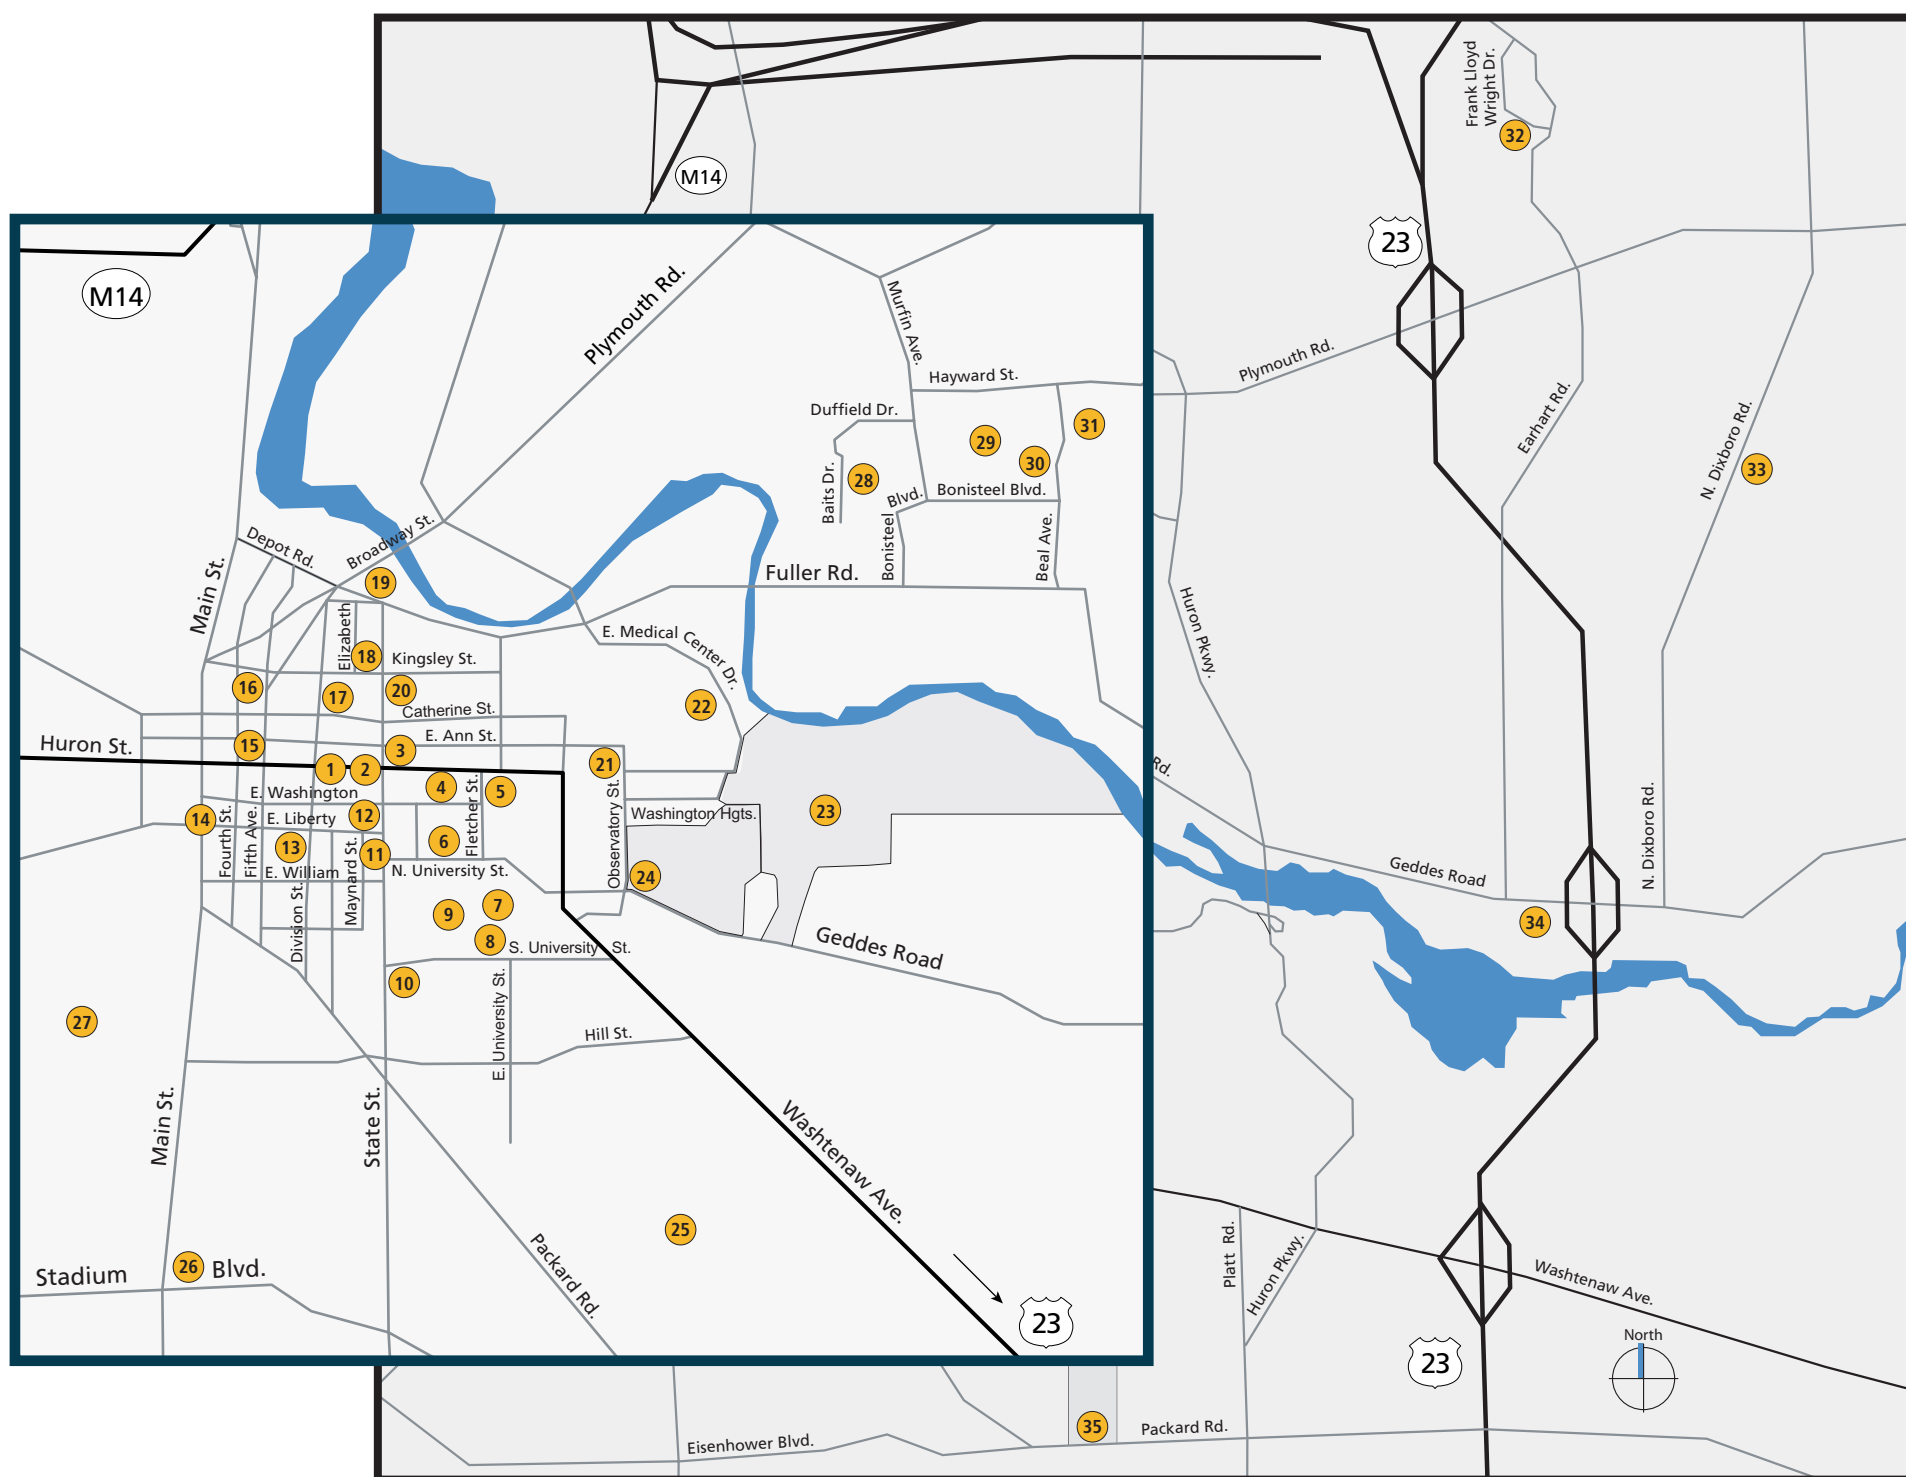 Frank Lloyd
Wright Dr.
32
M14
23
M14
Plymouth Rd.
Murfin Ave.
Hayward St.
Plymouth Rd.
Duffield Dr.
31
29
30
Earhart Rd.
N. Dixboro Rd.
33
Baits Dr.
28
Blvd.
Bonisteel Blvd.
Bonisteel
Beal Ave.
Depot Rd.
Broadway St.
Main St.
19
Fuller Rd.
Huron Pkwy.
Elizabeth
E. Medical Center Dr.
18
Kingsley St.
16
17
20
22
Catherine St.
Huron St.
15
3
E. Ann St.
1
2
21
Rd.
4
5
E. Washington
Fletcher St.
Observatory St.
14
Fourth St.
Fifth Ave.
E. Liberty
12
Washington Hgts.
23
N. Dixboro Rd.
13
Maynard St.
11
6
E. William
N. University St.
24
Geddes Road
Division St.
9
7
8
S. University St.
Geddes Road
34
10
E. University St.
27
Hill St.
Main St.
State St.
Washtenaw Ave.
25
Packard Rd.
Platt Rd.
Huron Pkwy.
Washtenaw Ave.
Stadium
26
Blvd.
23
23
North
35
Packard Rd.
Eisenhower Blvd.